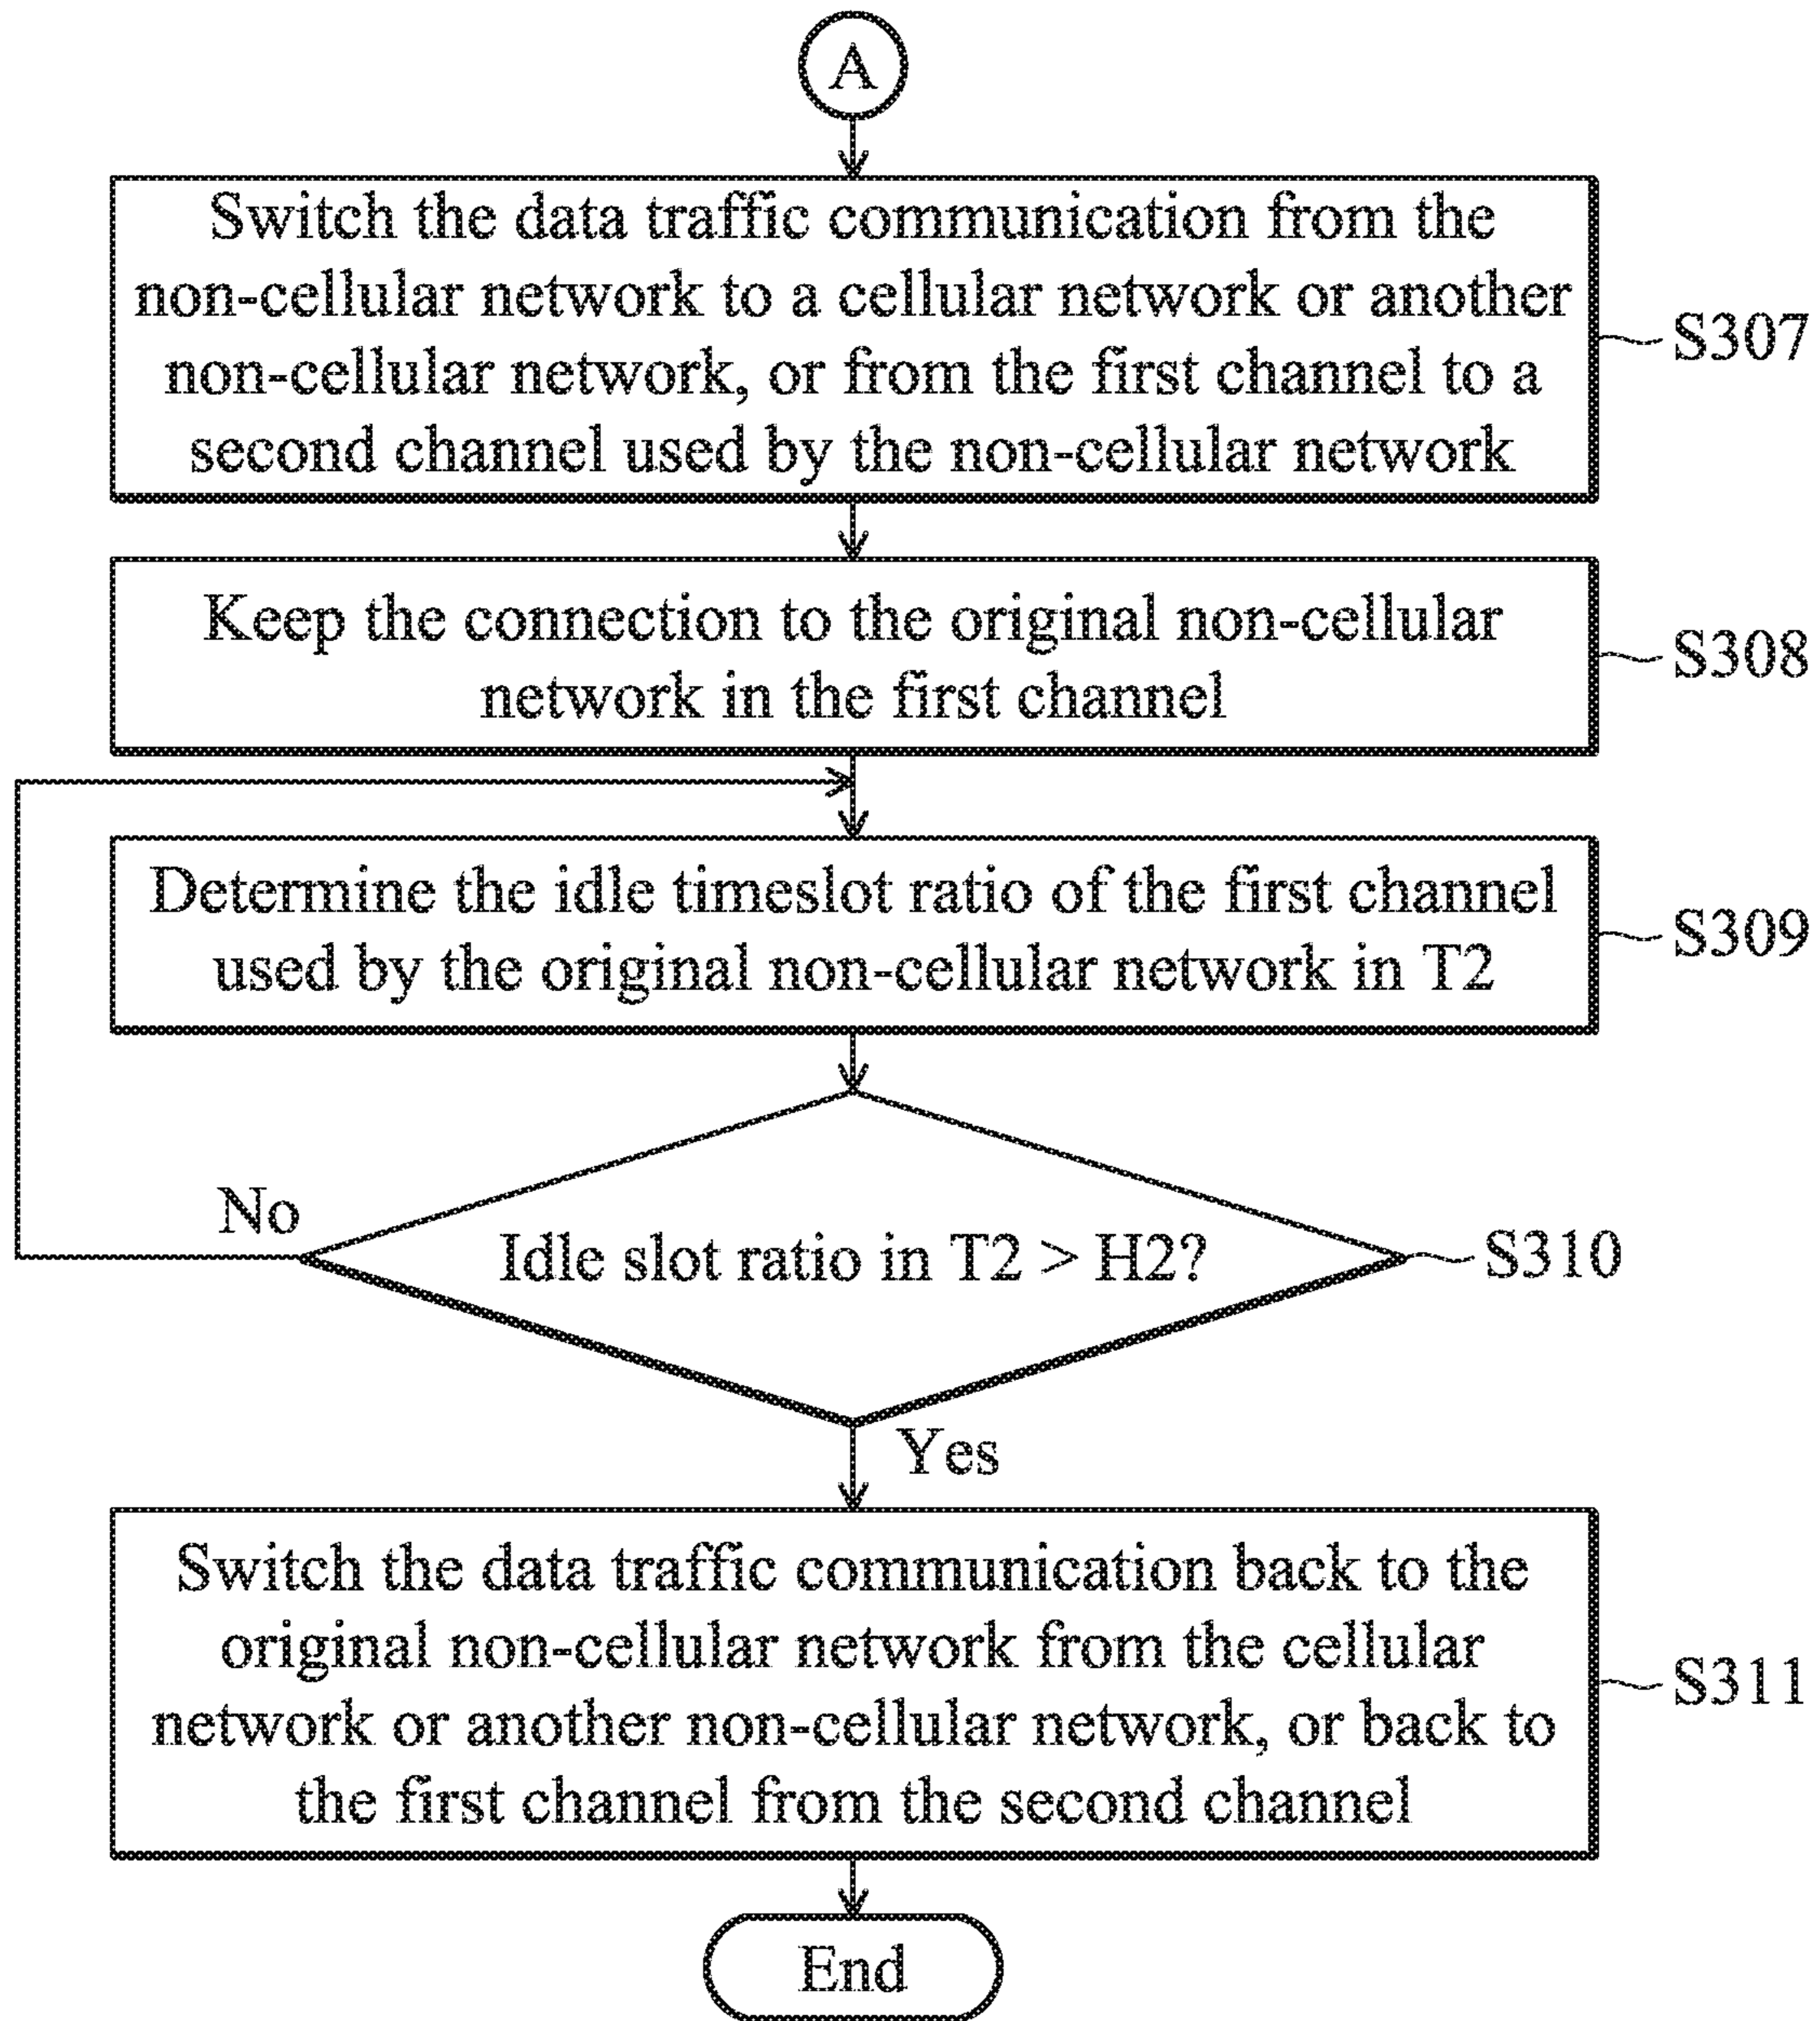 A
Switch the data traffic communication from the
non-cellular network to a cellular network or another
non-cellular network, or from the first channel to a
second channel used by the non-cellular network
S307
Keep the connection to the original non-cellular
network in the first channel
S308
Determine the idle timeslot ratio of the first channel
used by the original non-cellular network in T2
S309
No
Idle slot ratio in T2 > H2?
S310
Yes
Switch the data traffic communication back to the
original non-cellular network from the cellular
network or another non-cellular network, or back to
the first channel from the second channel
S311
End